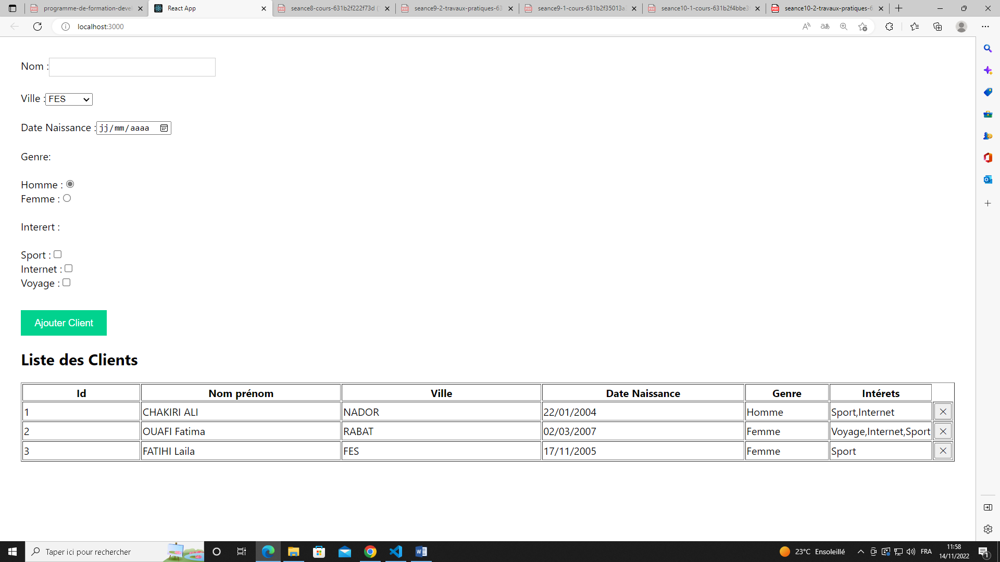 programme-de-formation-devel
React App
seance8-cours-631b2f222f73d (
seance9-2-travaux-pratiques-63
seance9-1-cours-631b2f35013a
seance10-1-cours-631b2f4bbe3
seance10-2-travaux-pratiques-6
localhost:3000
Nom :
Ville : FES
Date Naissance : jj/mm/aaaa
Genre:
Homme :
Femme :
Interert :
Sport :
Internet :
Voyage :
Ajouter Client
Liste des Clients
Id Nom prénom Ville Date Naissance Genre Intérets
1 CHAKIRI ALI NADOR 22/01/2004 Homme Sport,Internet
2 OUAFI Fatima RABAT 02/03/2007 Femme Voyage,Internet,Sport
3 FATIHI Laila FES 17/11/2005 Femme Sport
Taper ici pour rechercher
23°C Ensoleillé
FRA
11:58
14/11/2022
1